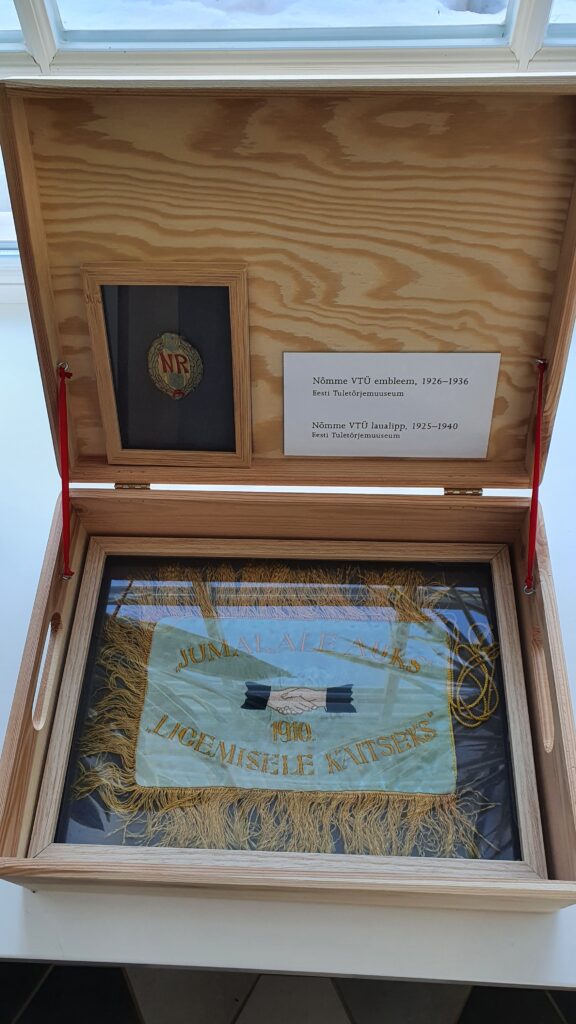 NR
Nõmme VTÜ embleem, 1926–1936
Eesti Tuletõrjemuuseum
Nõmme VTÜ laualipp, 1925–1940
Eesti Tuletõrjemuuseum
„JUMALALE AUKS"
1910.
„LIGEMISELE KAITSEKS"